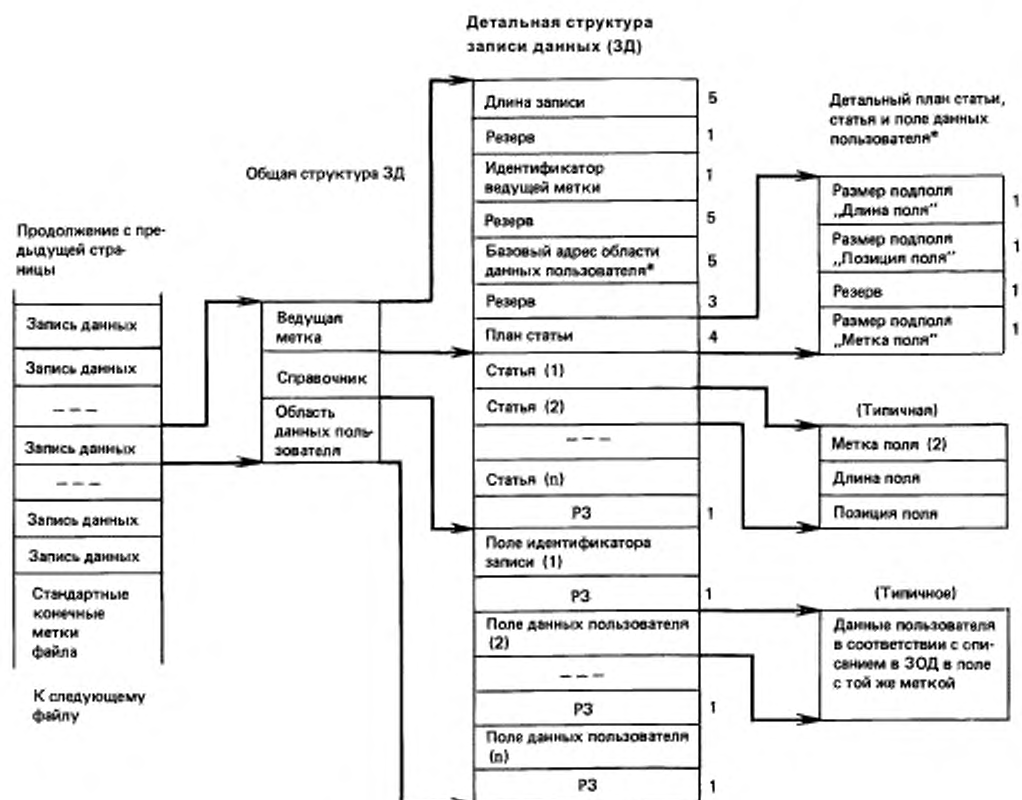 Детальная структура
записи данных (ЗД)
Общая структура ЗД
Детальный план статьи,
статья и поле данных
пользователя*
Продолжение с пре-
дыдущей стра-
ницы
Запись данных
Запись данных
– – –
Запись данных
– – –
Запись данных
Запись данных
Стандартные
конечные
метки
файла
К следующему
файлу
Ведущая
метка
Справочник
Область
данных поль-
зователя
Длина записи 5
Резерв 1
Идентификатор
ведущей метки 1
Резерв 5
Базовый адрес области
данных пользователя* 5
Резерв 3
План статьи 4
Статья (1)
Статья (2)
– – –
Статья (n)
РЗ 1
Поле идентификатора
записи (1)
РЗ 1
Поле данных пользователя
(2)
– – –
РЗ 1
Поле данных пользователя
(n)
РЗ 1
Размер подполя
„Длина поля" 1
Размер подполя
„Позиция поля" 1
Резерв 1
Размер подполя
„Метка поля" 1
(Типичная)
Метка поля (2)
Длина поля
Позиция поля
(Типичное)
Данные пользователя
в соответствии с опи-
санием в ЗОД в поле
с той же меткой